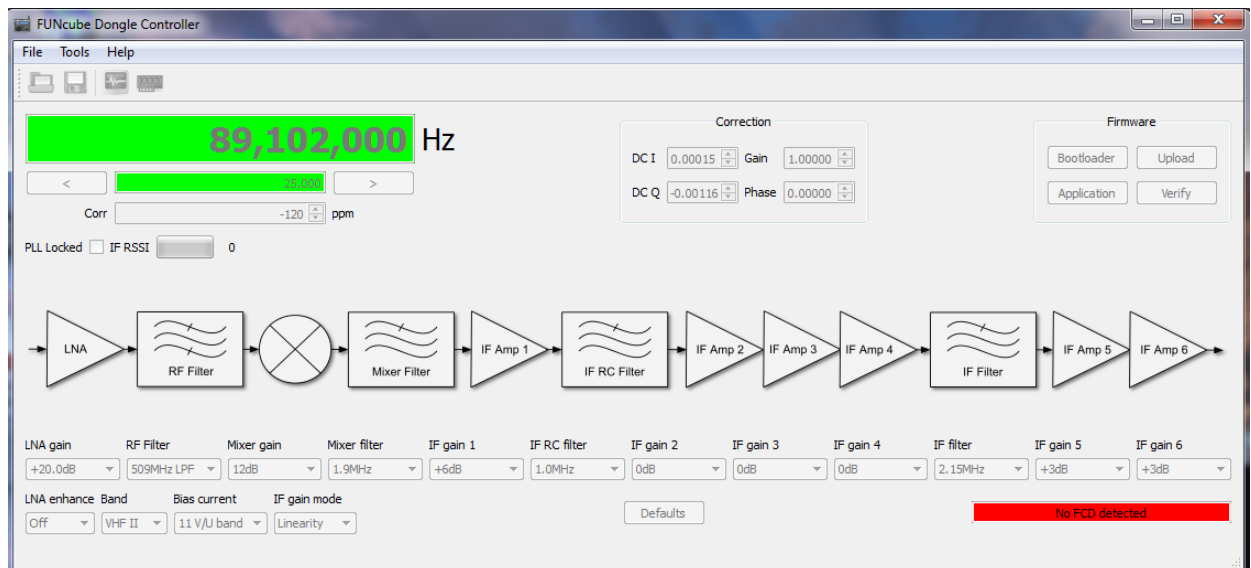 FUNcube Dongle Controller
File Tools Help
89,102,000 Hz
< 25,000 >
Corr -120 ppm
PLL Locked IF RSSI 0
Correction
DC I 0.00015 Gain 1.00000
DC Q -0.00116 Phase 0.00000
Firmware
Bootloader Upload
Application Verify
LNA IF Amp 1 IF Amp 2 IF Amp 3 IF Amp 4 IF Amp 5 IF Amp 6
RF Filter Mixer Filter IF RC Filter IF Filter
LNA gain RF Filter Mixer gain Mixer filter IF gain 1 IF RC filter IF gain 2 IF gain 3 IF gain 4 IF filter IF gain 5 IF gain 6
+20.0dB 509MHz LPF 12dB 1.9MHz +6dB 1.0MHz 0dB 0dB 0dB 2.15MHz +3dB +3dB
LNA enhance Band Bias current IF gain mode
Off VHF II 11 V/U band Linearity Defaults No FCD detected